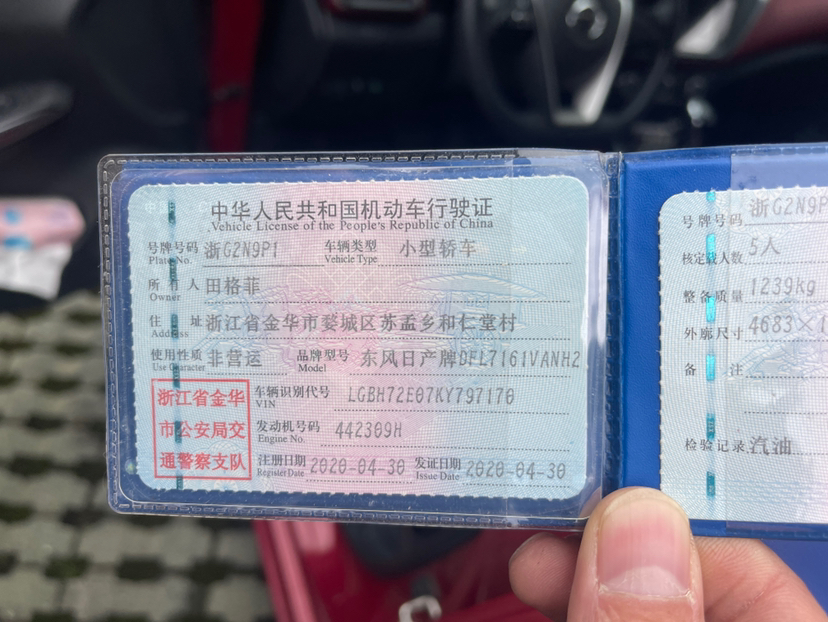 中华人民共和国机动车行驶证
Vehicle License of the People's Republic of China
号牌号码 浙G2N9P1 车辆类型 小型轿车
Plate No. Vehicle Type
所有人 田格菲
Owner
住址 浙江省金华市婺城区苏孟乡和仁堂村
Address
使用性质 非营运 品牌型号 东风日产牌DFL7161VANH2
Use Character Model
浙江省金华
市公安局交
通警察支队
车辆识别代号 LGBH72E07KY797170
VIN
发动机号码 442309H
Engine No.
注册日期 2020-04-30 发证日期 2020-04-30
Register Date Issue Date
号牌号码 浙G2N9P
核定载人数 5人
整备质量 1239kg
外廓尺寸 4683×1
备注
检验记录 汽油